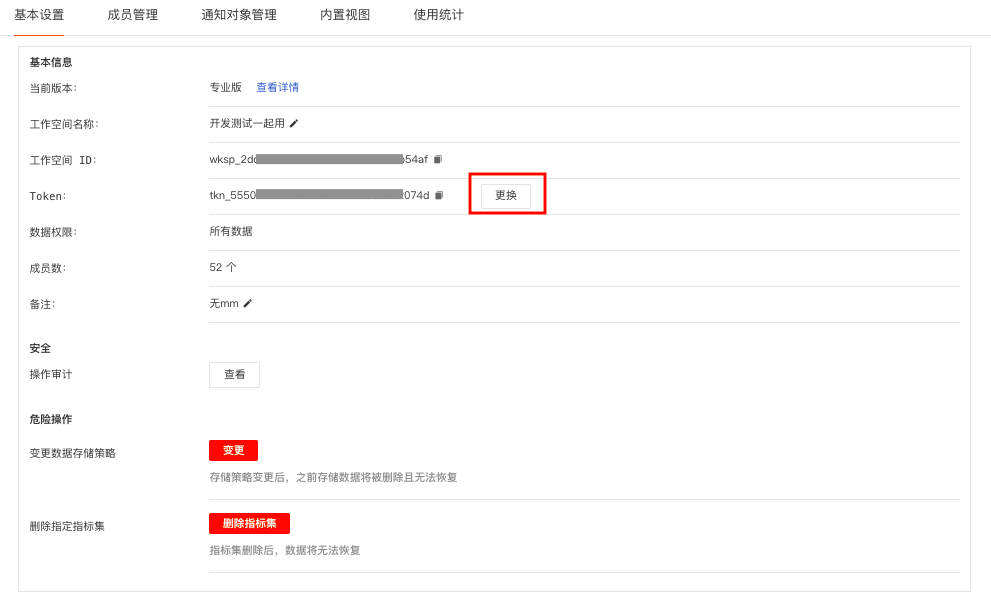 基本设置 成员管理 通知对象管理 内置视图 使用统计
基本信息
当前版本: 专业版 查看详情
工作空间名称: 开发测试一起用
工作空间 ID: wksp_2dc 54af
Token: tkn_5550 074d 更换
数据权限: 所有数据
成员数: 52 个
备注: 无mm
安全
操作审计 查看
危险操作
变更数据存储策略 变更
存储策略变更后，之前存储数据将被删除且无法恢复
删除指定指标集 删除指标集
指标集删除后，数据将无法恢复